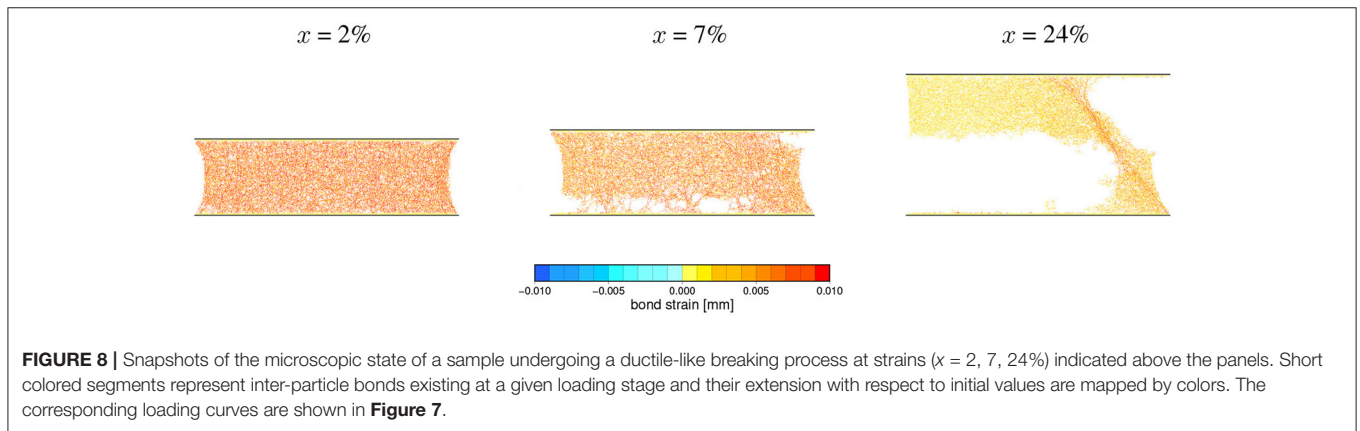 x = 2%
x = 7%
x = 24%
−0.010 −0.005 0.000 0.005 0.010
bond strain [mm]
FIGURE 8 | Snapshots of the microscopic state of a sample undergoing a ductile-like breaking process at strains (x = 2, 7, 24%) indicated above the panels. Short
colored segments represent inter-particle bonds existing at a given loading stage and their extension with respect to initial values are mapped by colors. The
corresponding loading curves are shown in Figure 7.